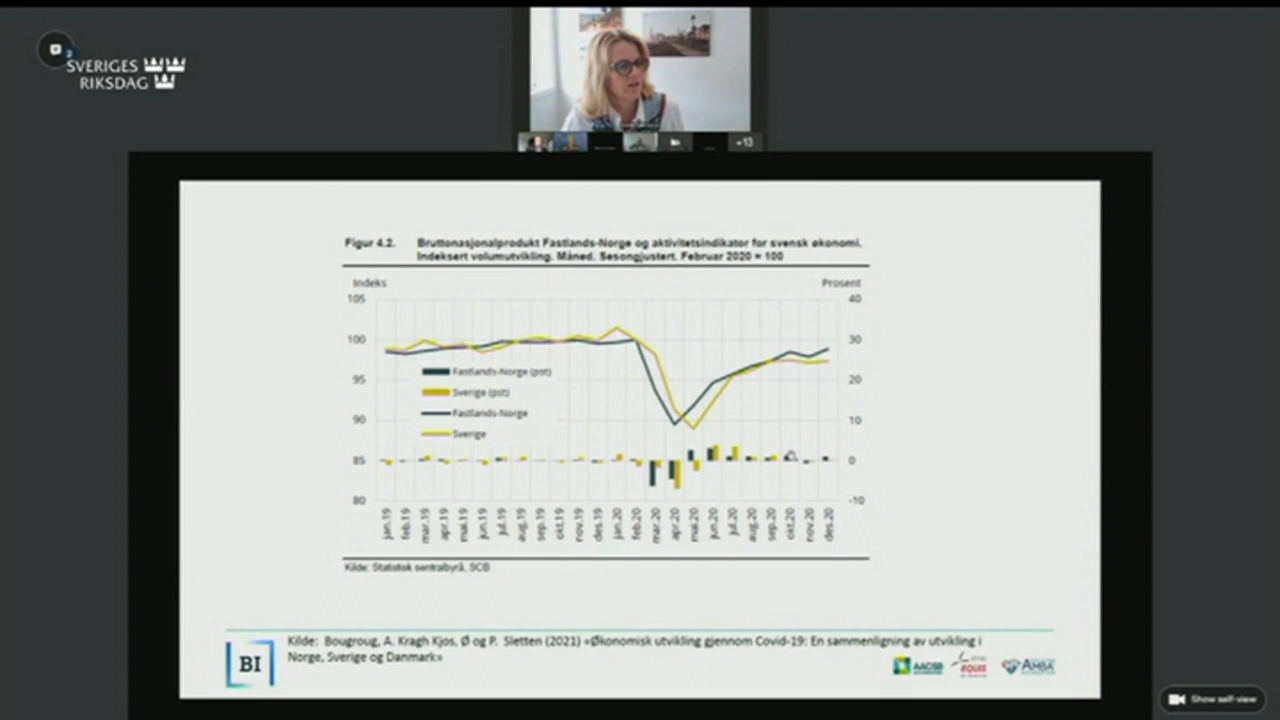 2
SVERIGES
RIKSDAG
+13
Figur 4.2. Bruttonasjonalprodukt Fastlands-Norge og aktivitetsindikator for svensk økonomi.
Indeksert volumutvikling. Måned. Sesongjustert. Februar 2020 = 100
Indeks Prosent
105 40
100 30
95 20
90 10
85 0
80 -10
Fastlands-Norge (pst)
Sverige (pst)
Fastlands-Norge
Sverige
jan.19 feb.19 mar.19 apr.19 mai.19 jun.19 jul.19 aug.19 sep.19 okt.19 nov.19 des.19 jan.20 feb.20 mar.20 apr.20 mai.20 jun.20 jul.20 aug.20 sep.20 okt.20 nov.20 des.20
Kilde: Statistisk sentralbyrå, SCB
BI
Kilde: Bougroug, A. Kragh Kjos, Ø og P. Sletten (2021) «Økonomisk utvikling gjennom Covid-19: En sammenligning av utvikling i
Norge, Sverige og Danmark»
AACSB
EQUIS
AMBA
Show self-view